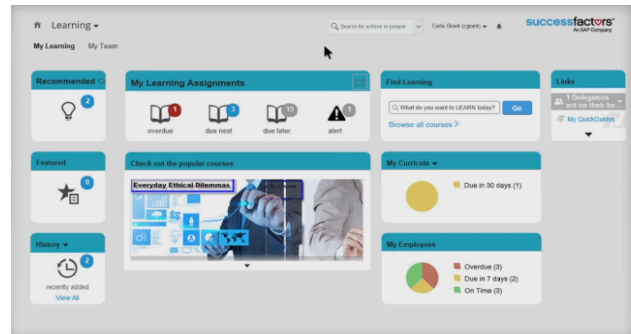 Learning
Search for actions or people
Carla Grant (cgrant)
successfactors
An SAP Company
My Learning
My Team
Recommended
2
My Learning Assignments
1
overdue
3
due next
15
due later
1
alert
Find Learning
What do you want to LEARN today?
Go
Browse all courses >
Links
1 Delegators
act on their be...
My QuickGuides
Featured
0
Check out the popular courses
Everyday Ethical Dilemmas
My Curricula
Due in 30 days (1)
History
2
recently added
View All
My Employees
Overdue (3)
Due in 7 days (2)
On Time (3)